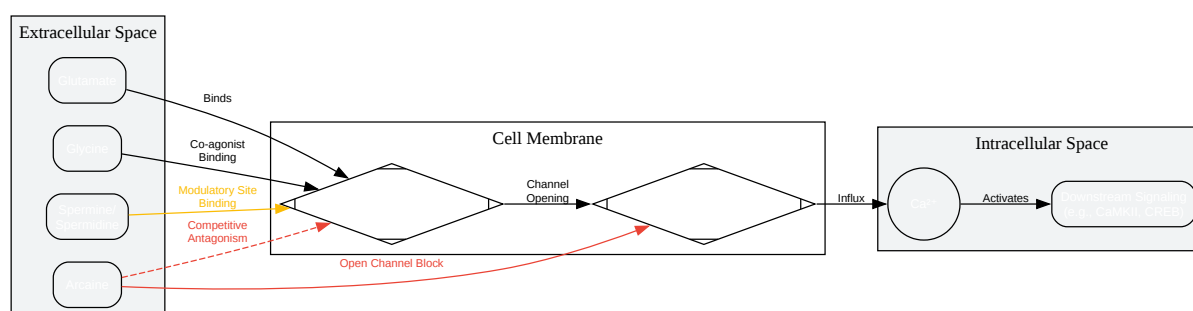 Extracellular Space
Glutamate
Glycine
Spermine/
Spermidine
Arcaine
Binds
Co-agonist
Binding
Modulatory Site
Binding
Competitive
Antagonism
Open Channel Block
Cell Membrane
Channel
Opening
Influx
Intracellular Space
Ca²⁺
Activates
Downstream Signaling
(e.g., CaMKII, CREB)